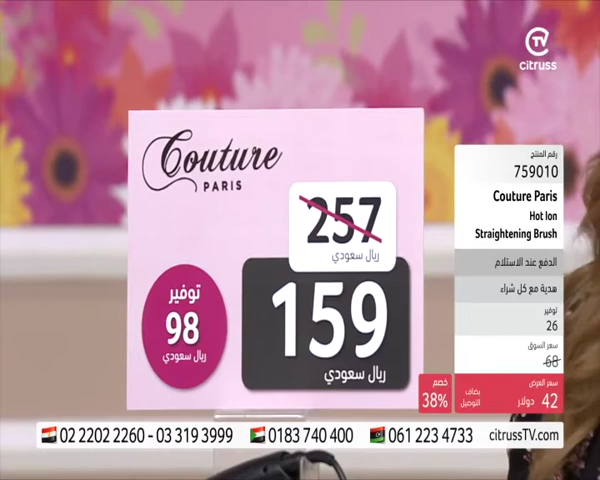 citruss TV
Couture
PARIS
257
ريال سعودي
159
ريال سعودي
توفير
98
ريال سعودي
رقم المنتج
759010
Couture Paris
Hot Ion
Straightening Brush
الدفع عند الاستلام
هدية مع كل شراء
توفير
26
سعر السوق
68
سعر العرض
42 دولار
يضاف
التوصيل
خصم
38%
02 2202 2260 - 03 319 3999
0183 740 400
061 223 4733
citrussTV.com